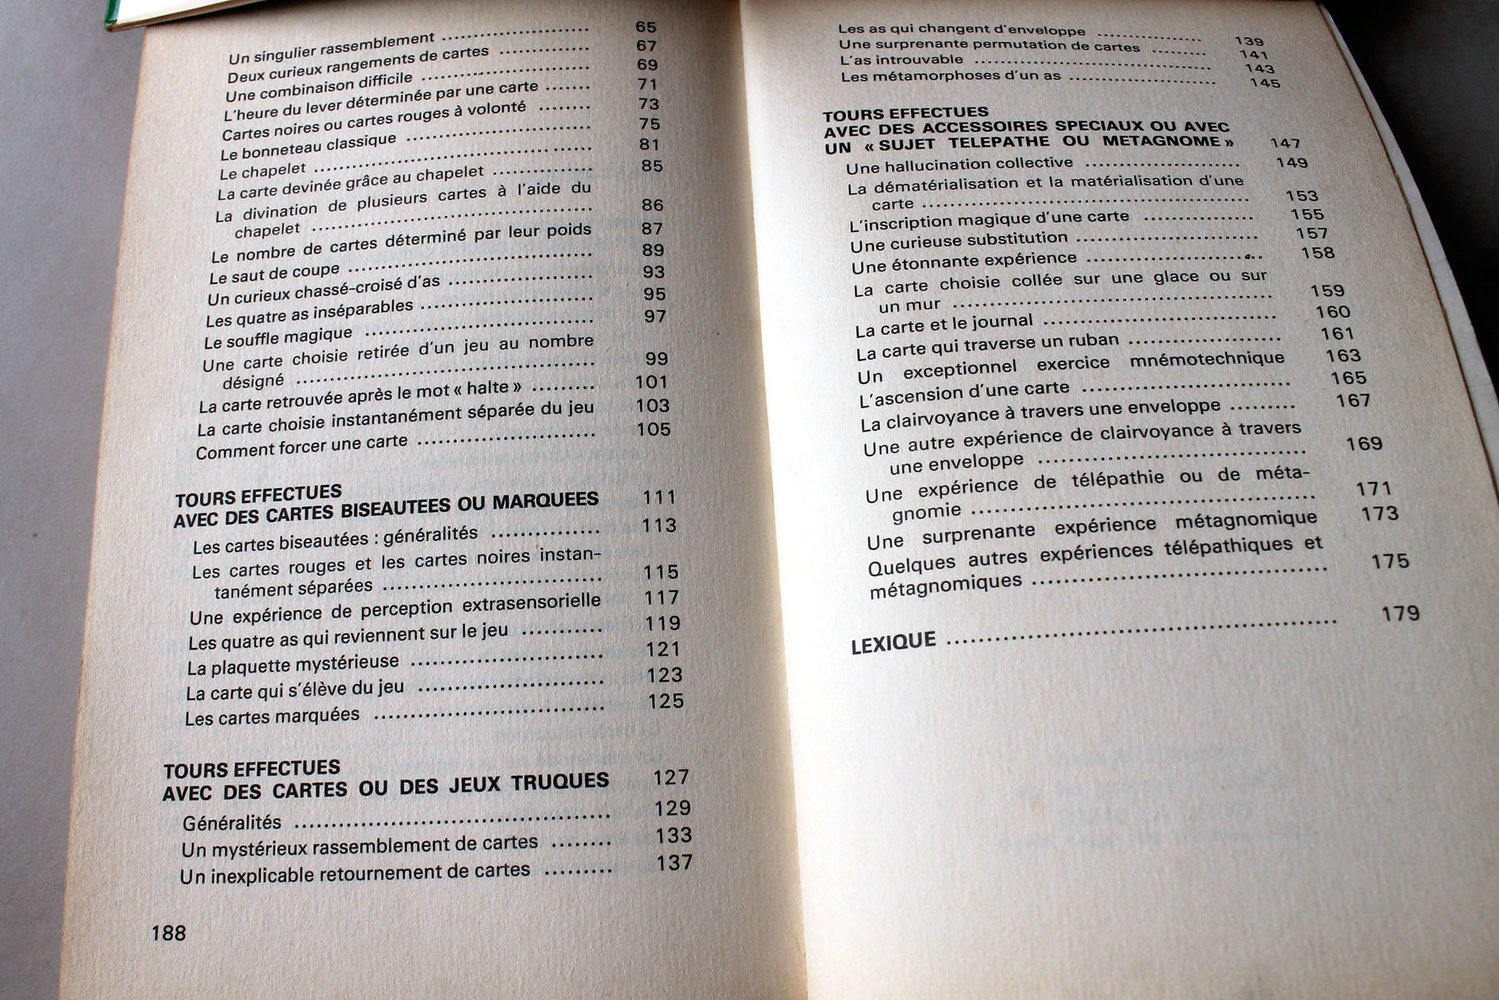 Un singulier rassemblement ........................ 65
Deux curieux rangements de cartes .............. 67
Une combinaison difficile ........................... 69
L'heure du lever déterminée par une carte ....... 71
Cartes noires ou cartes rouges à volonté ........ 73
Le bonneteau classique ............................. 75
Le chapelet ............................................ 81
La carte devinée grâce au chapelet ............... 85
La divination de plusieurs cartes à l'aide du
chapelet ............................................... 86
Le nombre de cartes déterminé par leur poids 87
Le saut de coupe ..................................... 89
Un curieux chassé-croisé d'as ..................... 93
Les quatre as inséparables ......................... 95
Le souffle magique .................................. 97
Une carte choisie retirée d'un jeu au nombre
désigné ................................................ 99
La carte retrouvée après le mot « halte » ......... 101
La carte choisie instantanément séparée du jeu 103
Comment forcer une carte .......................... 105
TOURS EFFECTUES
AVEC DES CARTES BISEAUTEES OU MARQUEES 111
Les cartes biseautées : généralités ............... 113
Les cartes rouges et les cartes noires instan-
tanément séparées .................................. 115
Une expérience de perception extrasensorielle 117
Les quatre as qui reviennent sur le jeu ........... 119
La plaquette mystérieuse ........................... 121
La carte qui s'élève du jeu .......................... 123
Les cartes marquées ................................ 125
TOURS EFFECTUES
AVEC DES CARTES OU DES JEUX TRUQUES 127
Généralités ............................................ 129
Un mystérieux rassemblement de cartes ........ 133
Un inexplicable retournement de cartes ......... 137
188
Les as qui changent d'enveloppe ................. 139
Une surprenante permutation de cartes ......... 141
L'as introuvable ....................................... 143
Les métamorphoses d'un as ....................... 145
TOURS EFFECTUES
AVEC DES ACCESSOIRES SPECIAUX OU AVEC
UN « SUJET TELEPATHE OU METAGNOME » 147
Une hallucination collective ........................ 149
La dématérialisation et la matérialisation d'une
carte .................................................... 153
L'inscription magique d'une carte ................ 155
Une curieuse substitution ........................... 157
Une étonnante expérience .......................... 158
La carte choisie collée sur une glace ou sur
un mur ................................................. 159
La carte et le journal ................................. 160
La carte qui traverse un ruban ..................... 161
Un exceptionnel exercice mnémotechnique 163
L'ascension d'une carte ............................. 165
La clairvoyance à travers une enveloppe ......... 167
Une autre expérience de clairvoyance à travers
une enveloppe ........................................ 169
Une expérience de télépathie ou de méta-
gnomie ................................................. 171
Une surprenante expérience métagnomique 173
Quelques autres expériences télépathiques et
métagnomiques ...................................... 175
LEXIQUE ............................................... 179